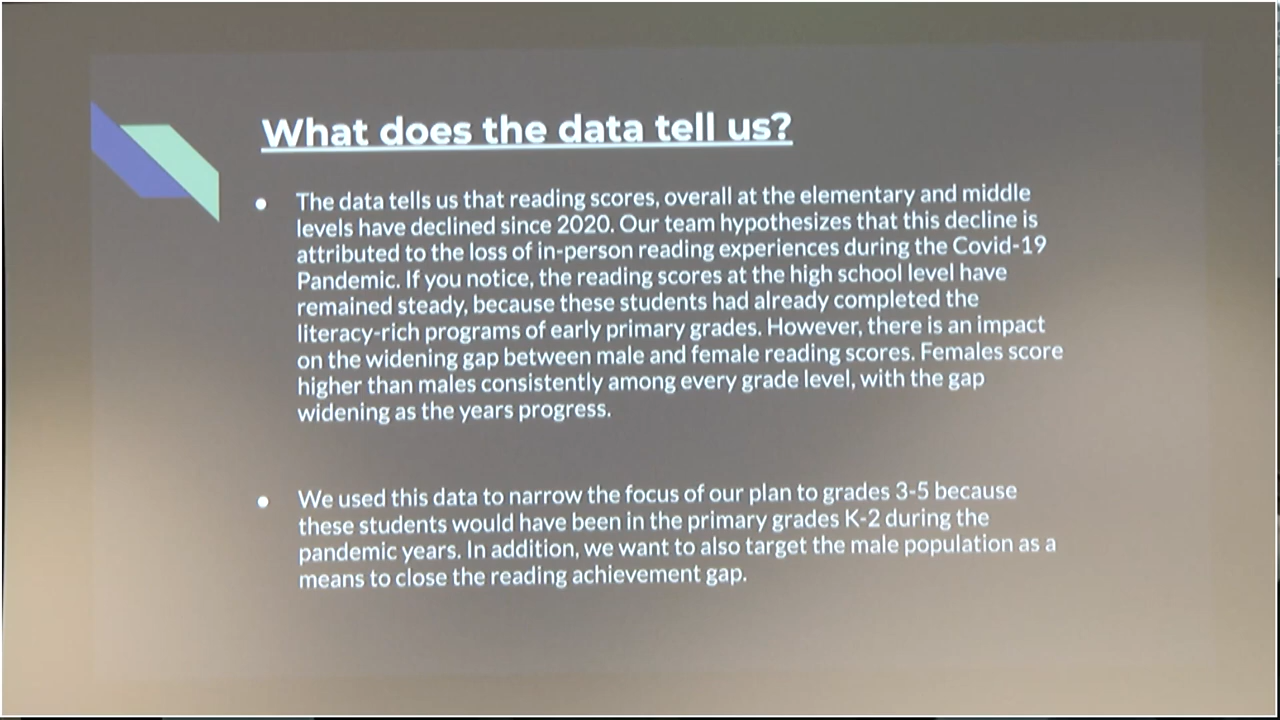 What does the data tell us?
The data tells us that reading scores, overall at the elementary and middle
levels have declined since 2020. Our team hypothesizes that this decline is
attributed to the loss of in-person reading experiences during the Covid-19
Pandemic. If you notice, the reading scores at the high school level have
remained steady, because these students had already completed the
literacy-rich programs of early primary grades. However, there is an impact
on the widening gap between male and female reading scores. Females score
higher than males consistently among every grade level, with the gap
widening as the years progress.
We used this data to narrow the focus of our plan to grades 3-5 because
these students would have been in the primary grades K-2 during the
pandemic years. In addition, we want to also target the male population as a
means to close the reading achievement gap.